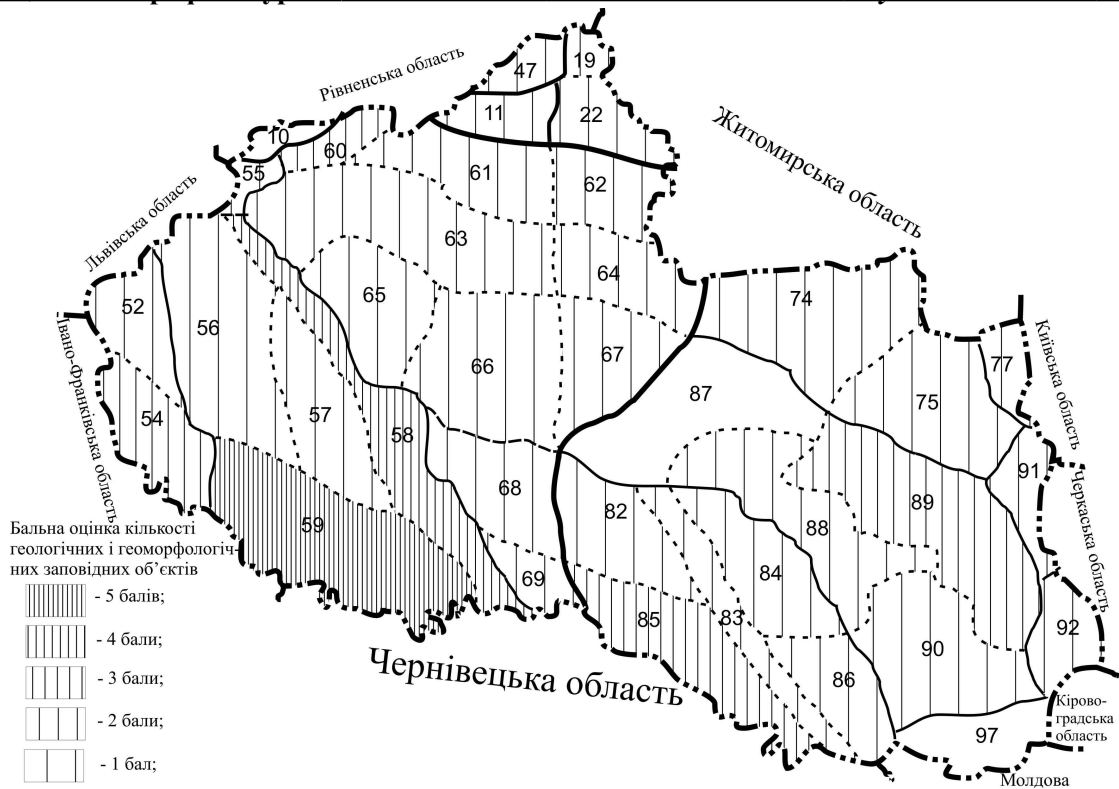 Рівненська область
47
19
11
22
10
60
Житомирська область
55
61
62
Львівська область
63
64
52
65
74
56
Івано-Франківська область
66
67
77
Київська область
87
57
75
54
58
91
Черкаська область
68
59
82
89
88
Бальна оцінка кількості
геологічних і геоморфологіч-
них заповідних об’єктів
69
84
- 5 балів;
85
83
92
- 4 бали;
90
Чернівецька область
86
- 3 бали;
Кірово-
градська
область
- 2 бали;
97
- 1 бал;
Молдова